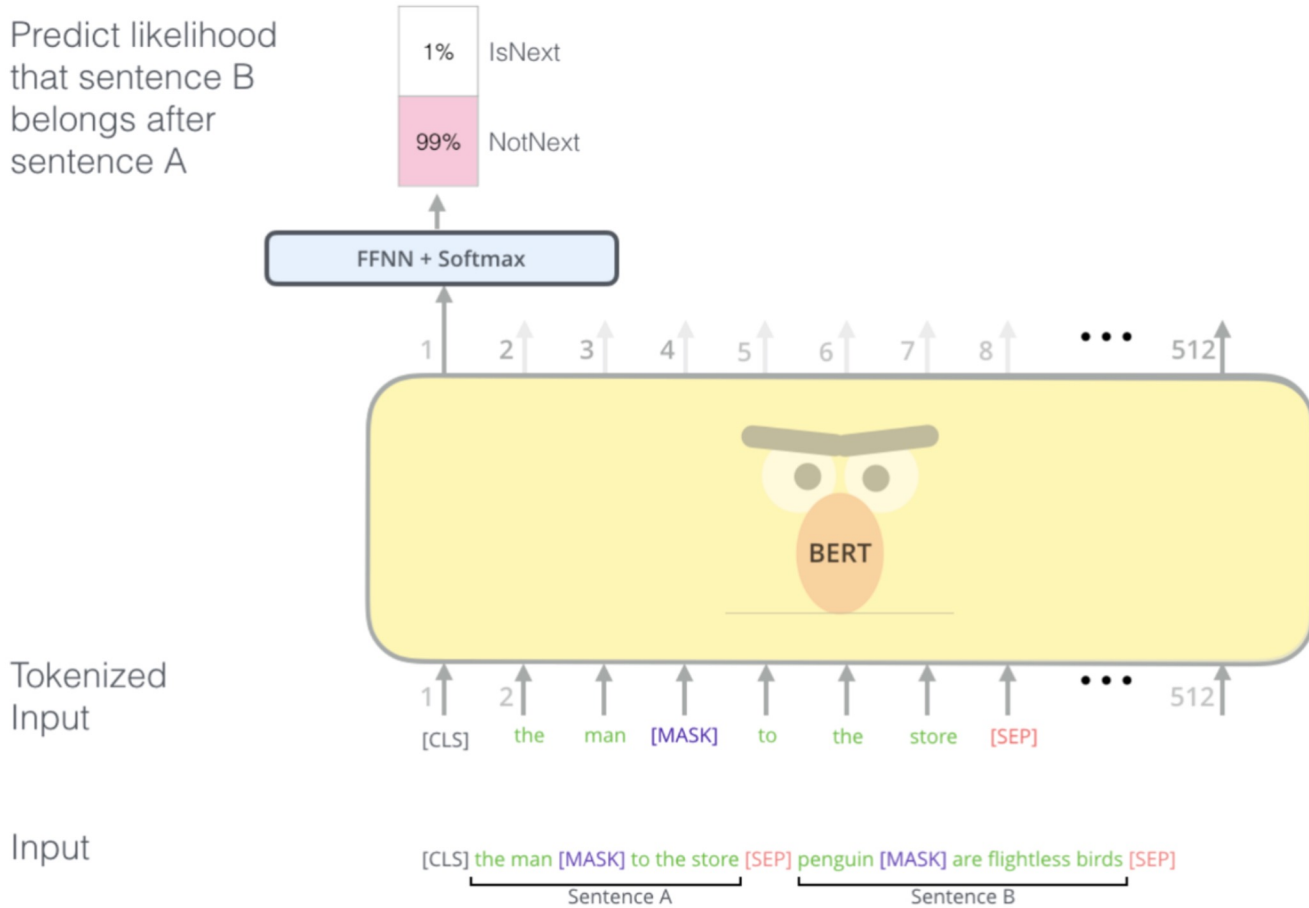 Predict likelihood
that sentence B
belongs after
sentence A
1% IsNext
99% NotNext
FFNN + Softmax
1 2 3 4 5 6 7 8 ••• 512
BERT
Tokenized
Input
1 2 ••• 512
[CLS] the man [MASK] to the store [SEP]
Input
[CLS] the man [MASK] to the store [SEP] penguin [MASK] are flightless birds [SEP]
Sentence A Sentence B